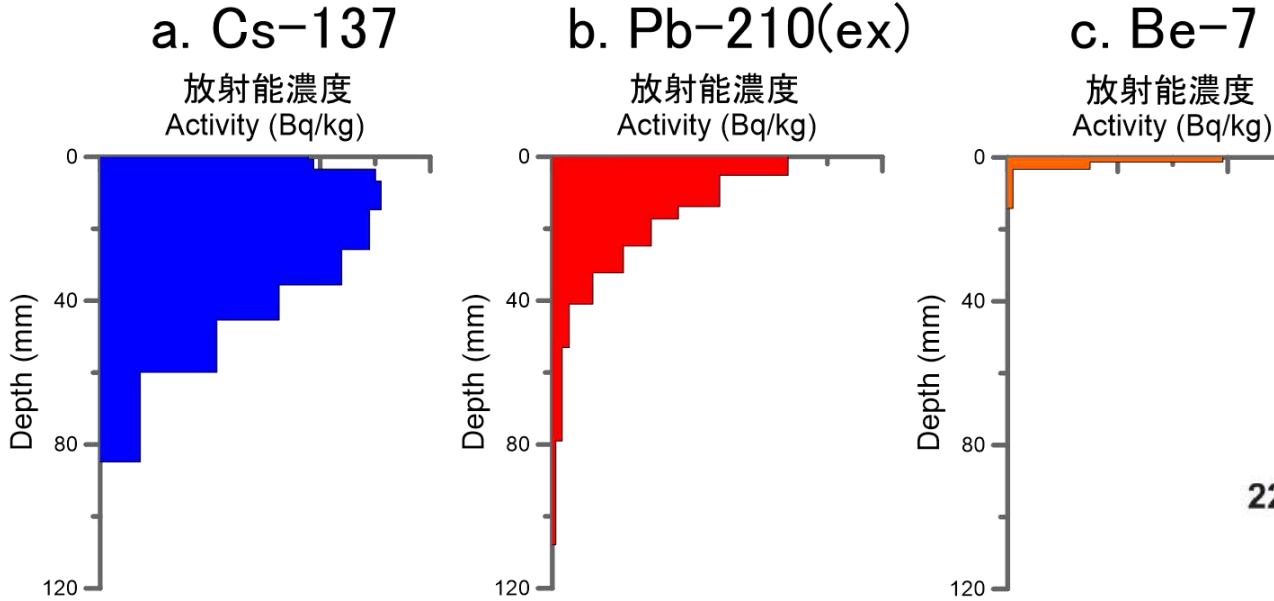 a. Cs-137
放射能濃度
Activity (Bq/kg)
0
40
80
120
Depth (mm)
b. Pb-210(ex)
放射能濃度
Activity (Bq/kg)
0
40
80
120
Depth (mm)
c. Be-7
放射能濃度
Activity (Bq/kg)
0
40
80
120
Depth (mm)
22